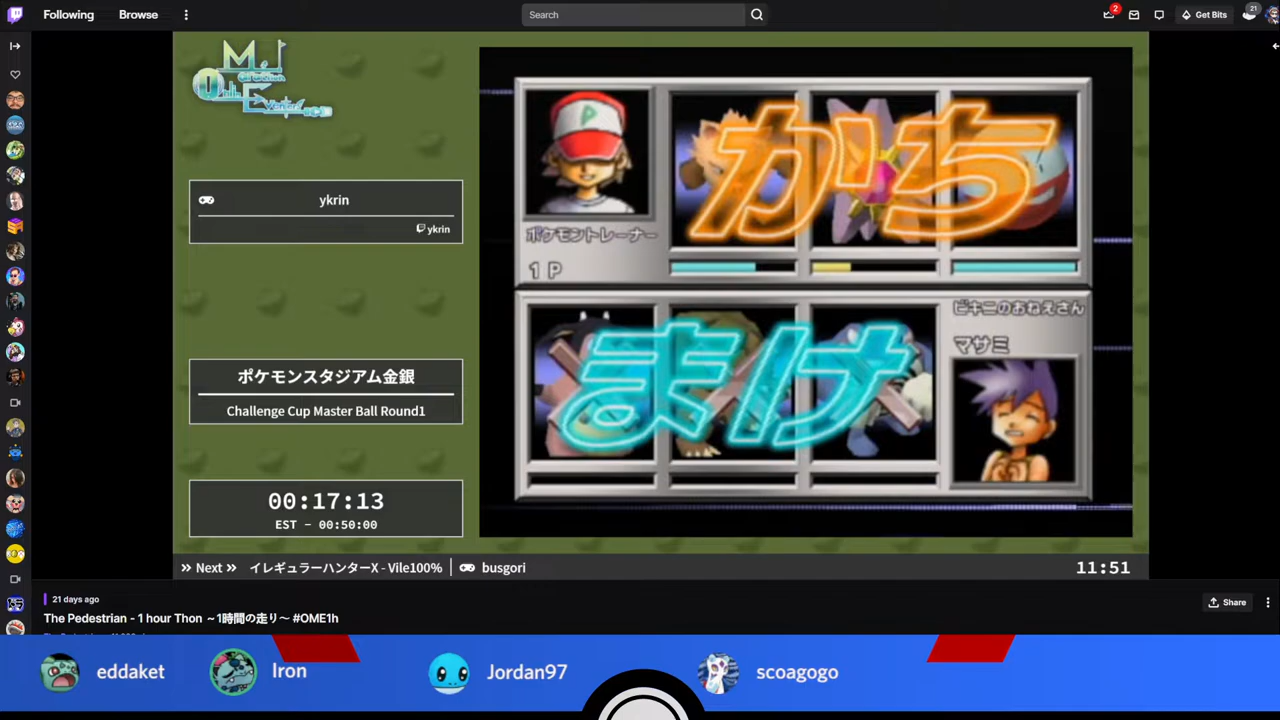 Following
Browse
Search
2
Get Bits
21
ykrin
ykrin
ポケモンスタジアム金銀
Challenge Cup Master Ball Round1
00:17:13
EST - 00:50:00
P
かち
ポケモントレーナー
1P
まけ
ビキニのおねえさん
マサミ
>> Next >>
イレギュラーハンターX - Vile100%
busgori
11:51
21 days ago
Share
The Pedestrian - 1 hour Thon ～1時間の走り～ #OME1h
eddaket
Iron
Jordan97
scoagogo